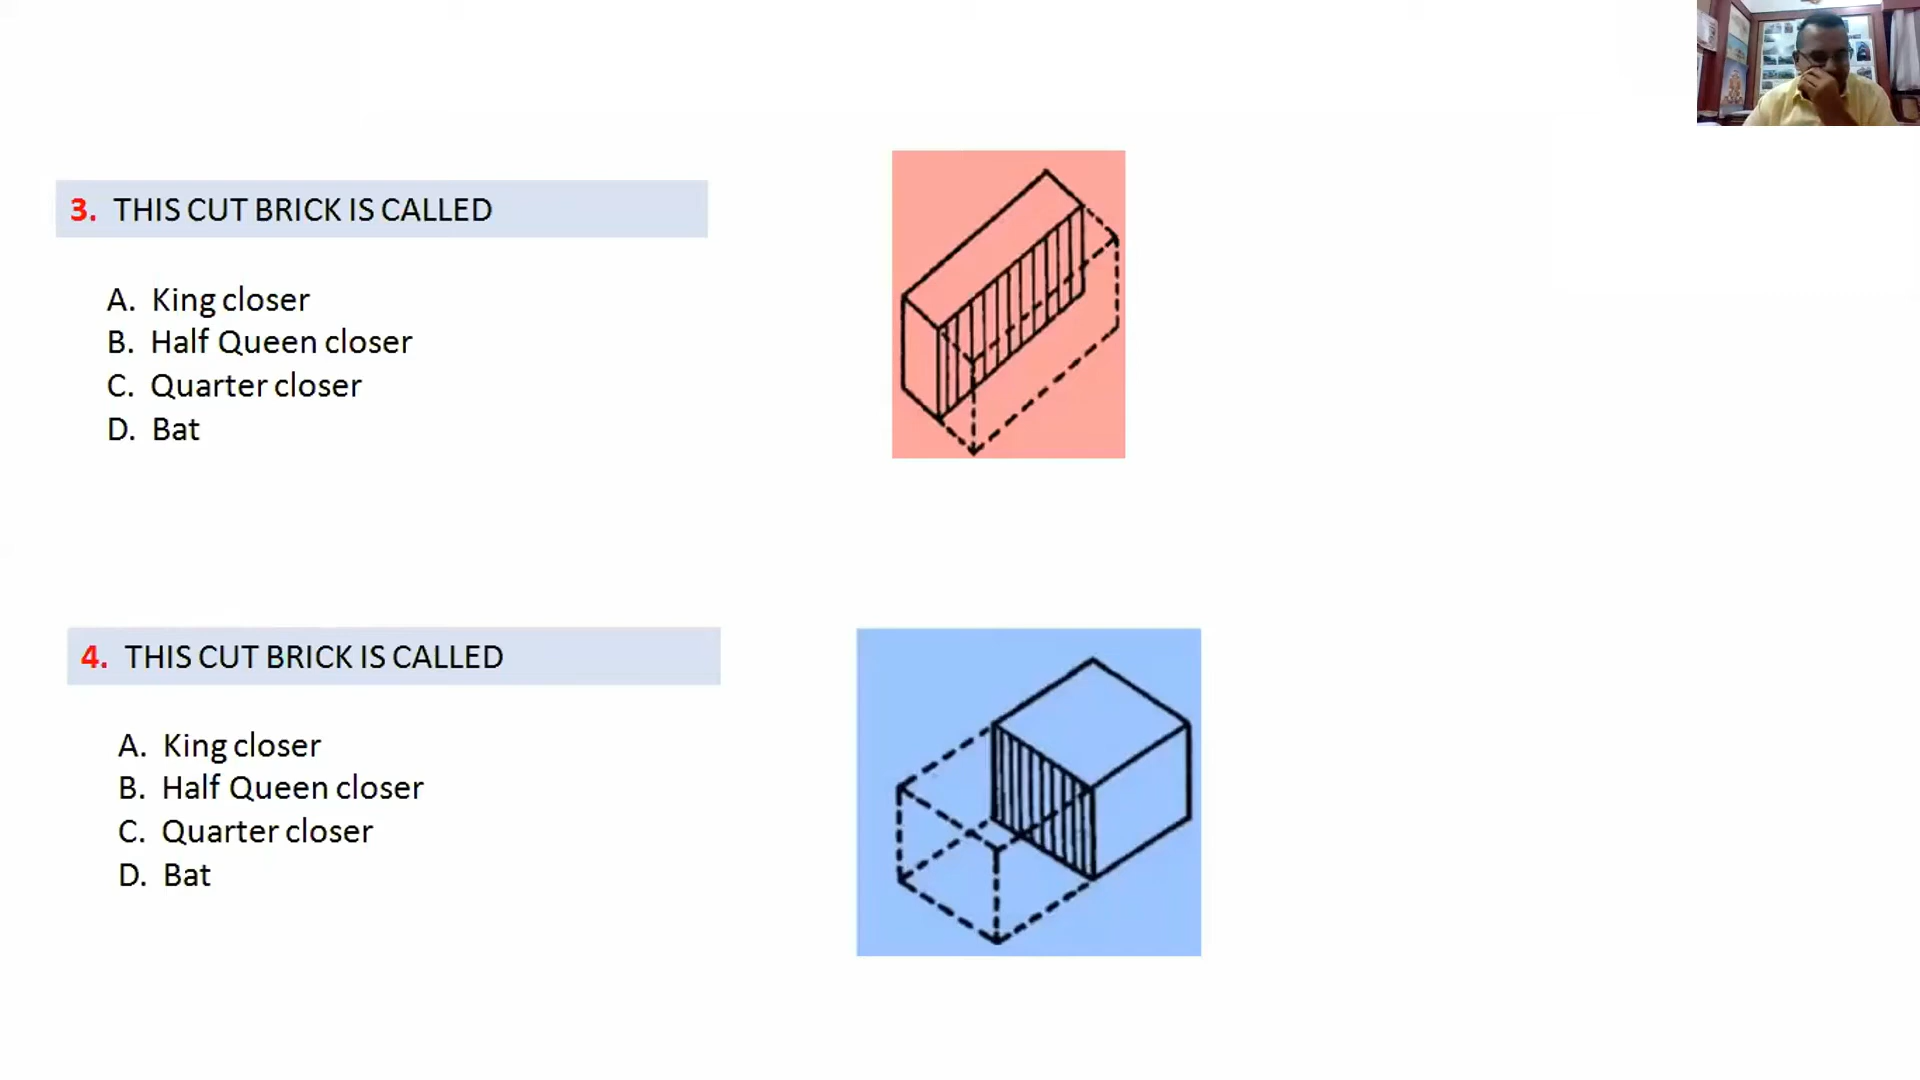 3. THIS CUT BRICK IS CALLED
A. King closer
B. Half Queen closer
C. Quarter closer
D. Bat
4. THIS CUT BRICK IS CALLED
A. King closer
B. Half Queen closer
C. Quarter closer
D. Bat